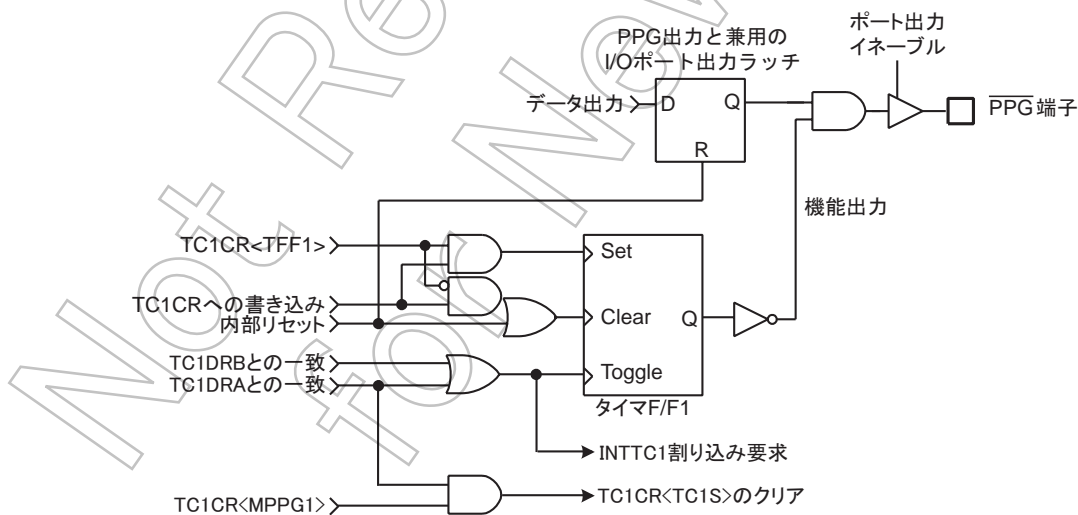 ポート出力
イネーブル
PPG出力と兼用の
I/Oポート出力ラッチ
データ出力
D
Q
R
PPG端子
機能出力
TC1CR<TFF1>
TC1CRへの書き込み
内部リセット
TC1DRBとの一致
TC1DRAとの一致
Set
Clear
Q
Toggle
タイマF/F1
INTTC1割り込み要求
TC1CR<TC1S>のクリア
TC1CR<MPPG1>
Not Re
for Ne